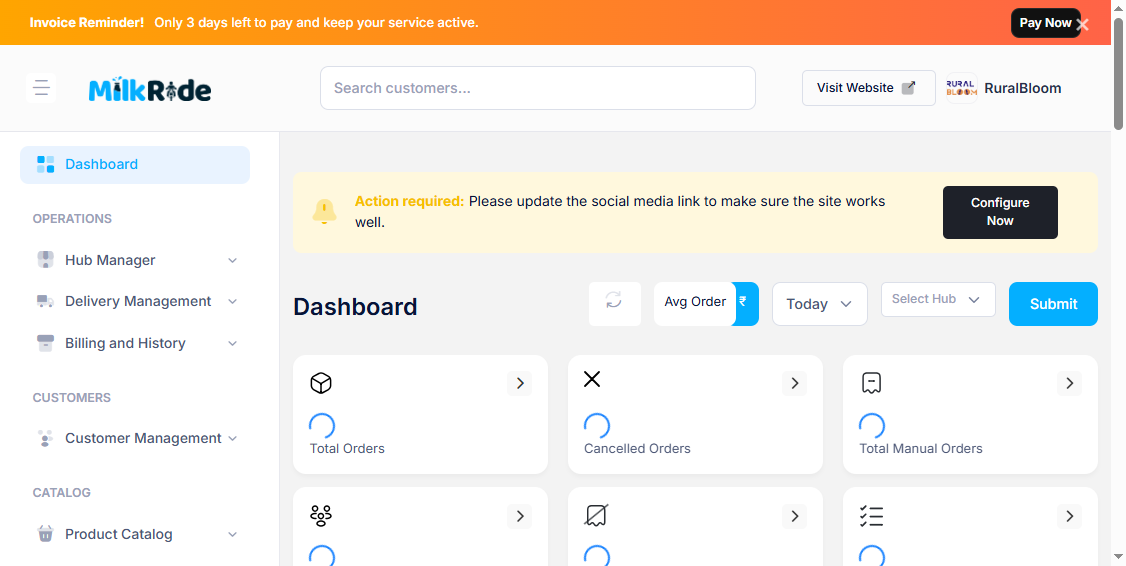 Invoice Reminder! Only 3 days left to pay and keep your service active.
Pay Now
MilkRide
Search customers...
Visit Website
RURAL
BLOOM
RuralBloom
Dashboard
OPERATIONS
Hub Manager
Delivery Management
Billing and History
CUSTOMERS
Customer Management
CATALOG
Product Catalog
Action required: Please update the social media link to make sure the site works
well.
Configure
Now
Dashboard
Avg Order
₹
Today
Select Hub
Submit
Total Orders
Cancelled Orders
Total Manual Orders